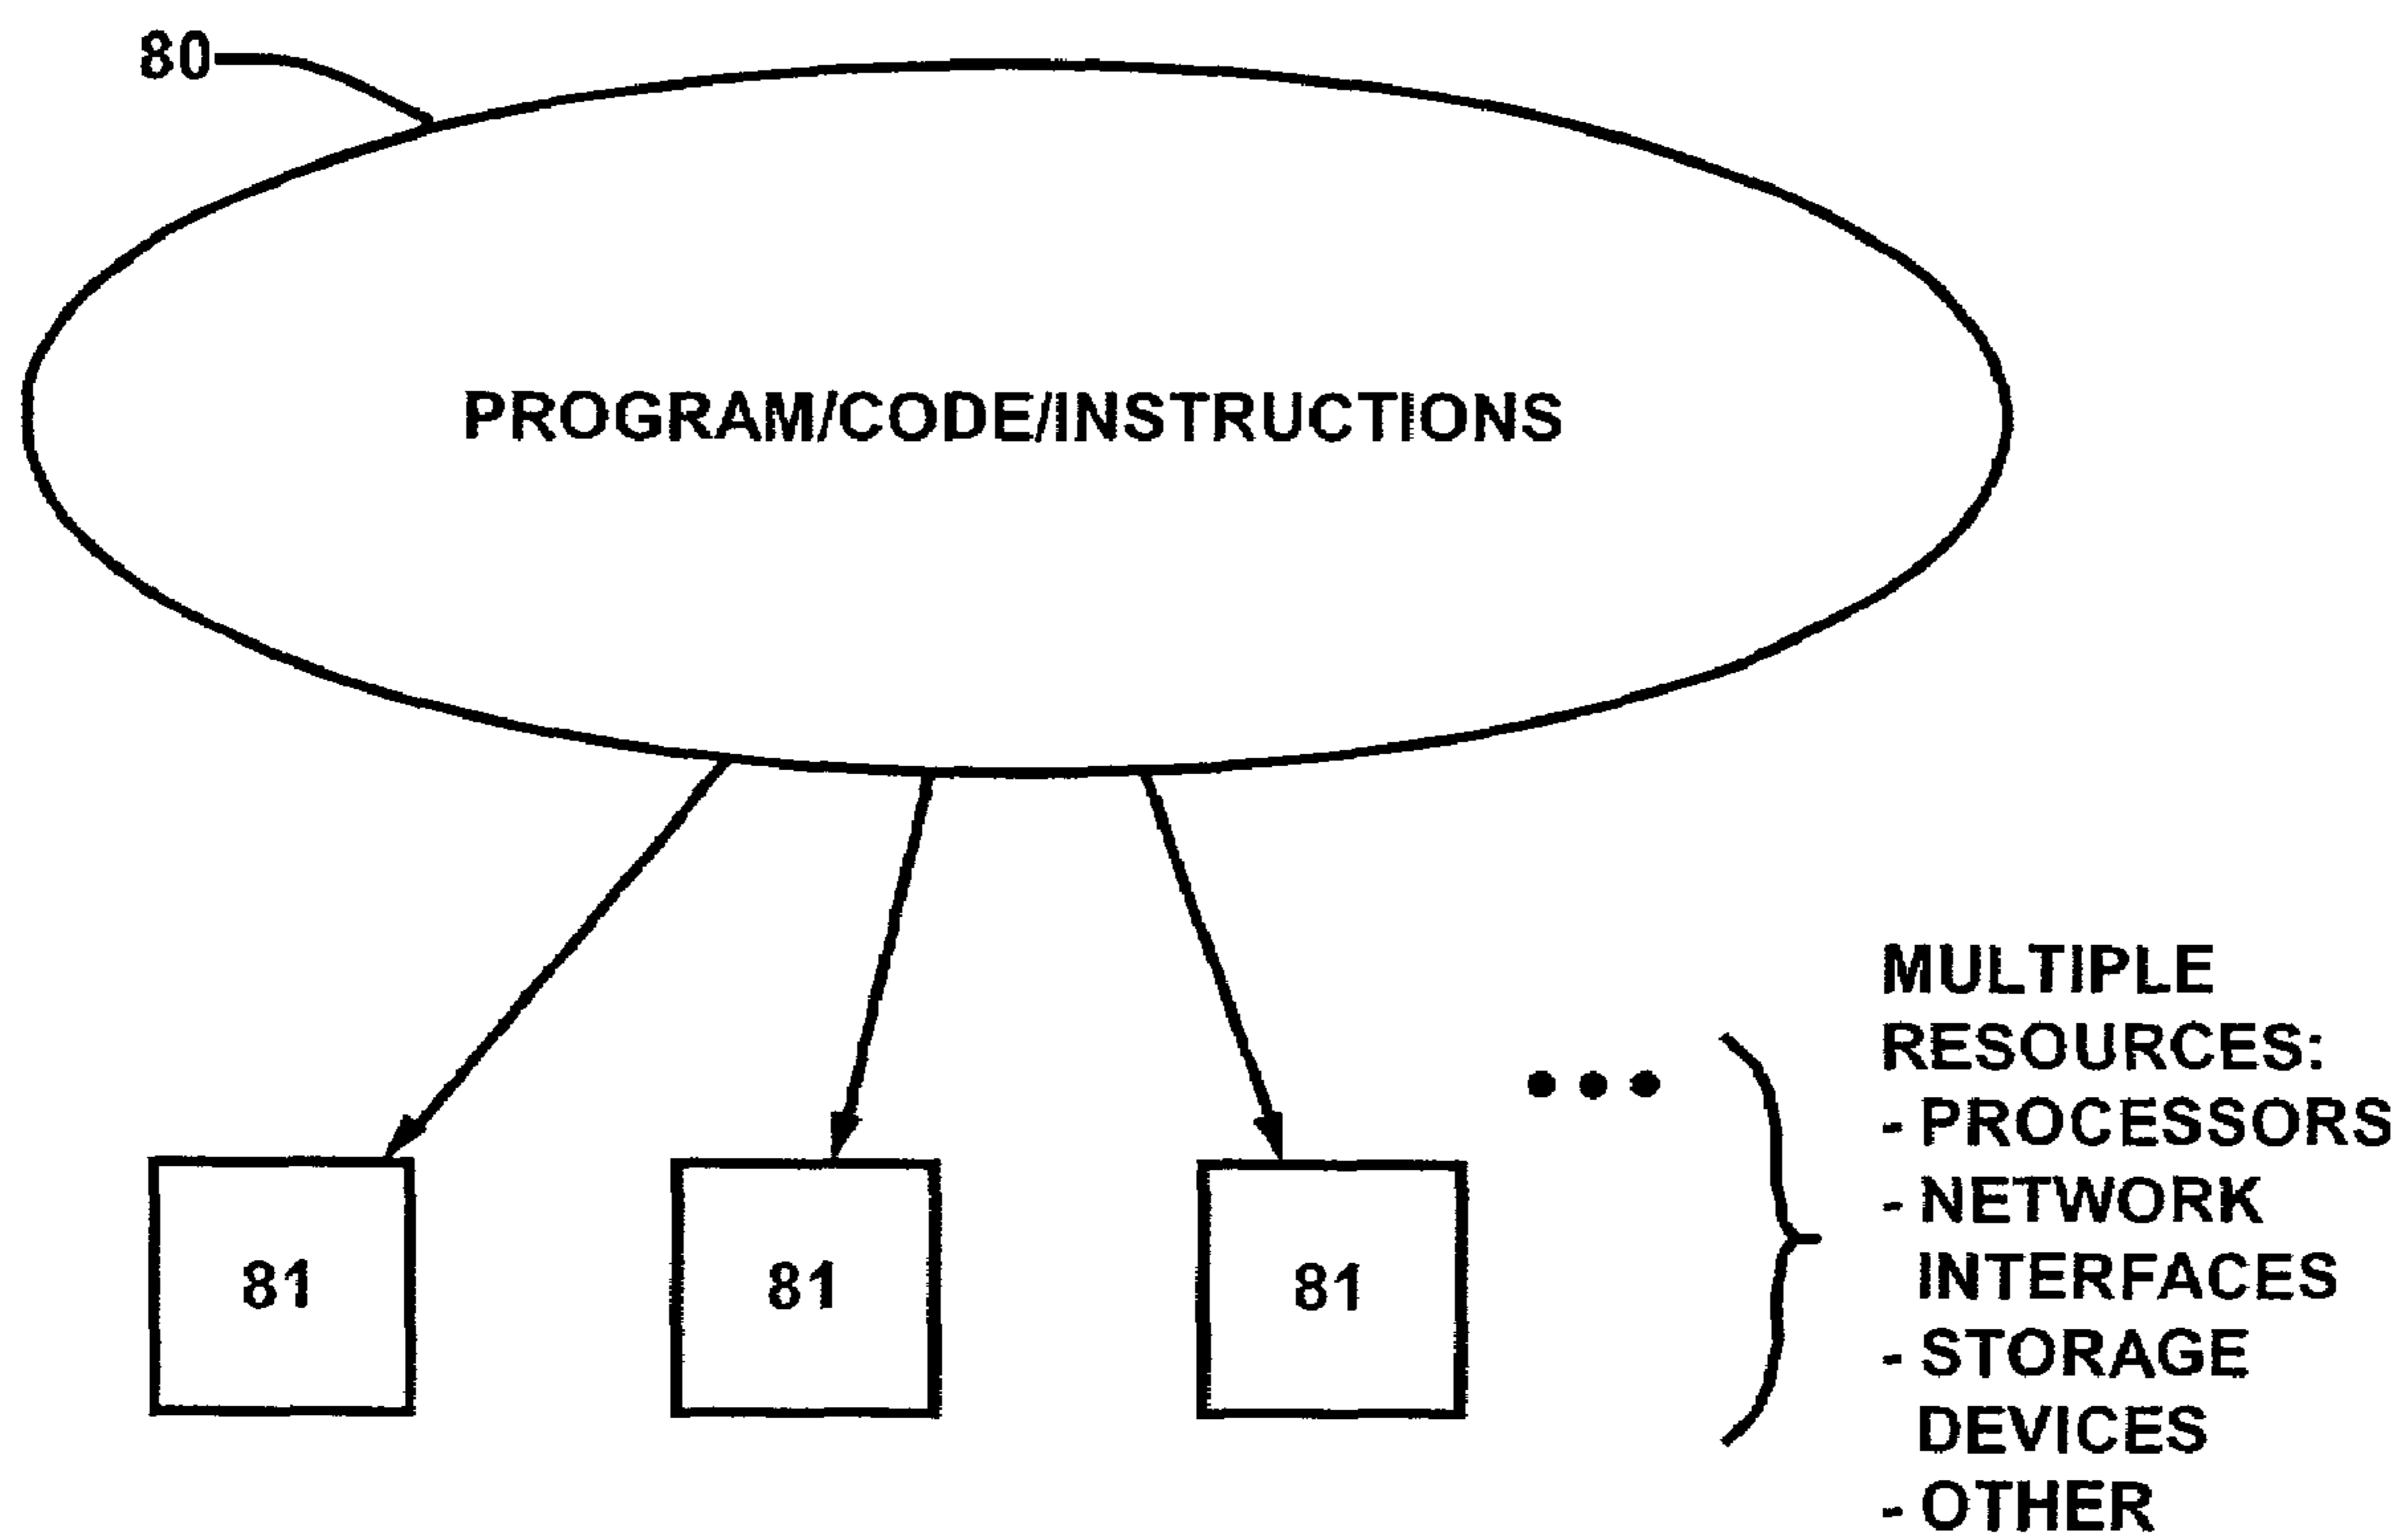 80
PROGRAM/CODE/INSTRUCTIONS
81
81
81
MULTIPLE
RESOURCES:
- PROCESSORS
- NETWORK
INTERFACES
- STORAGE
DEVICES
- OTHER